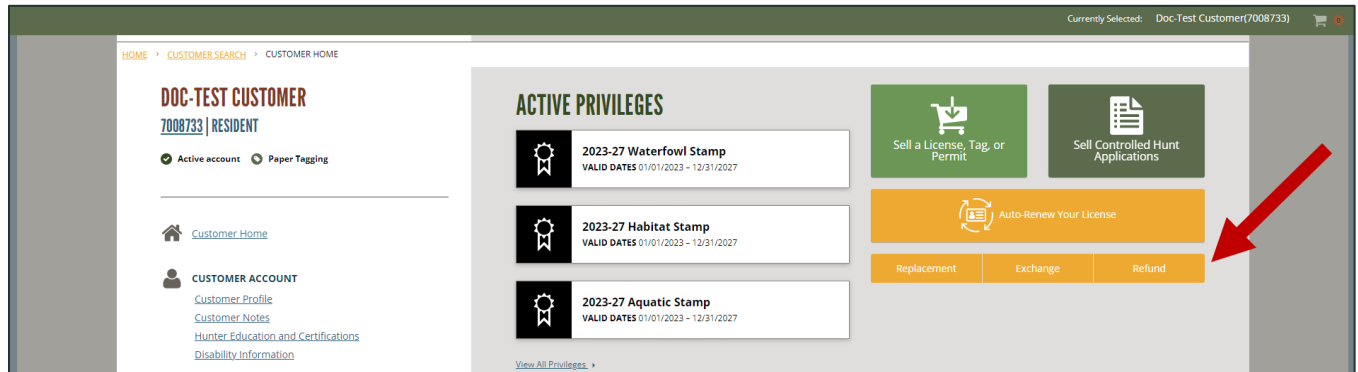 Currently Selected: Doc-Test Customer(7008733) 0
HOME > CUSTOMER SEARCH > CUSTOMER HOME
DOC-TEST CUSTOMER
7008733 | RESIDENT
Active account Paper Tagging
Customer Home
CUSTOMER ACCOUNT
Customer Profile
Customer Notes
Hunter Education and Certifications
Disability Information
ACTIVE PRIVILEGES
2023-27 Waterfowl Stamp
VALID DATES 01/01/2023 – 12/31/2027
2023-27 Habitat Stamp
VALID DATES 01/01/2023 – 12/31/2027
2023-27 Aquatic Stamp
VALID DATES 01/01/2023 – 12/31/2027
View All Privileges
Sell a License, Tag, or
Permit
Sell Controlled Hunt
Applications
Auto-Renew Your License
Replacement Exchange Refund